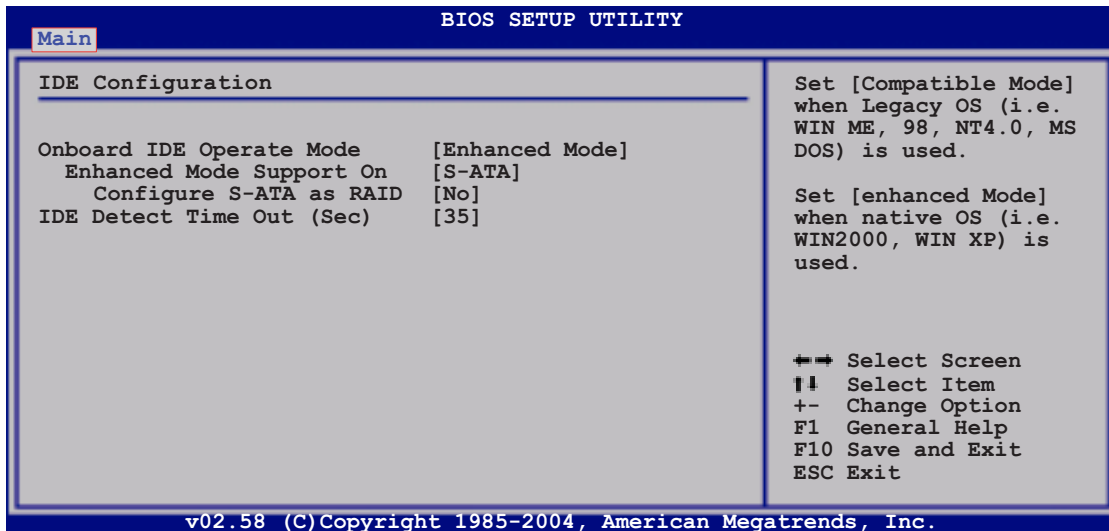 BIOS SETUP UTILITY
Main
IDE Configuration
Onboard IDE Operate Mode [Enhanced Mode]
Enhanced Mode Support On [S-ATA]
Configure S-ATA as RAID [No]
IDE Detect Time Out (Sec) [35]
Set [Compatible Mode]
when Legacy OS (i.e.
WIN ME, 98, NT4.0, MS
DOS) is used.
Set [enhanced Mode]
when native OS (i.e.
WIN2000, WIN XP) is
used.
←→ Select Screen
↑↓ Select Item
+- Change Option
F1 General Help
F10 Save and Exit
ESC Exit
v02.58 (C)Copyright 1985-2004, American Megatrends, Inc.